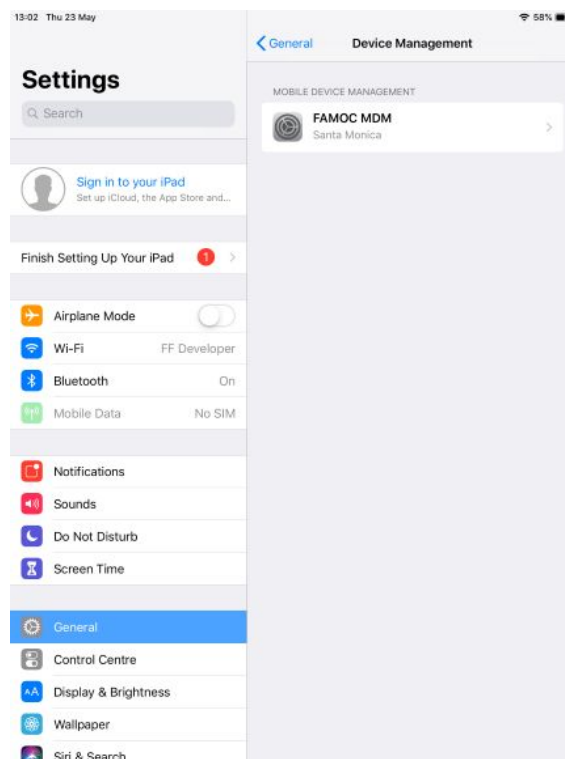 13:02 Thu 23 May
58%
Settings
Search
Sign in to your iPad
Set up iCloud, the App Store and...
Finish Setting Up Your iPad
1
Airplane Mode
Wi-Fi FF Developer
Bluetooth On
Mobile Data No SIM
Notifications
Sounds
Do Not Disturb
Screen Time
General
Control Centre
AA Display & Brightness
Wallpaper
Siri & Search
General
Device Management
MOBILE DEVICE MANAGEMENT
FAMOC MDM
Santa Monica